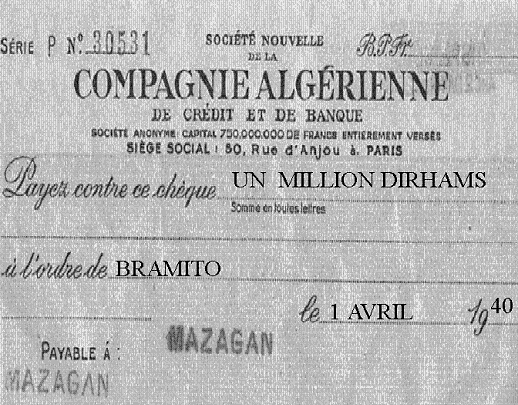 SÉRIE P Nº 30531
SOCIÉTÉ NOUVELLE
B.P.Fr.
DE LA
COMPAGNIE ALGÉRIENNE
DE CRÉDIT ET DE BANQUE
SOCIÉTÉ ANONYME: CAPITAL 750.000.000 DE FRANCS ENTIEREMENT VERSÉS
SIÈGE SOCIAL : 50, Rue d'Anjou à PARIS
Payez contre ce chèque UN MILLION DIRHAMS
Somme en toutes lettres
à l'ordre de BRAMITO
le 1 AVRIL 1940
MAZAGAN
PAYABLE Á :
MAZAGAN